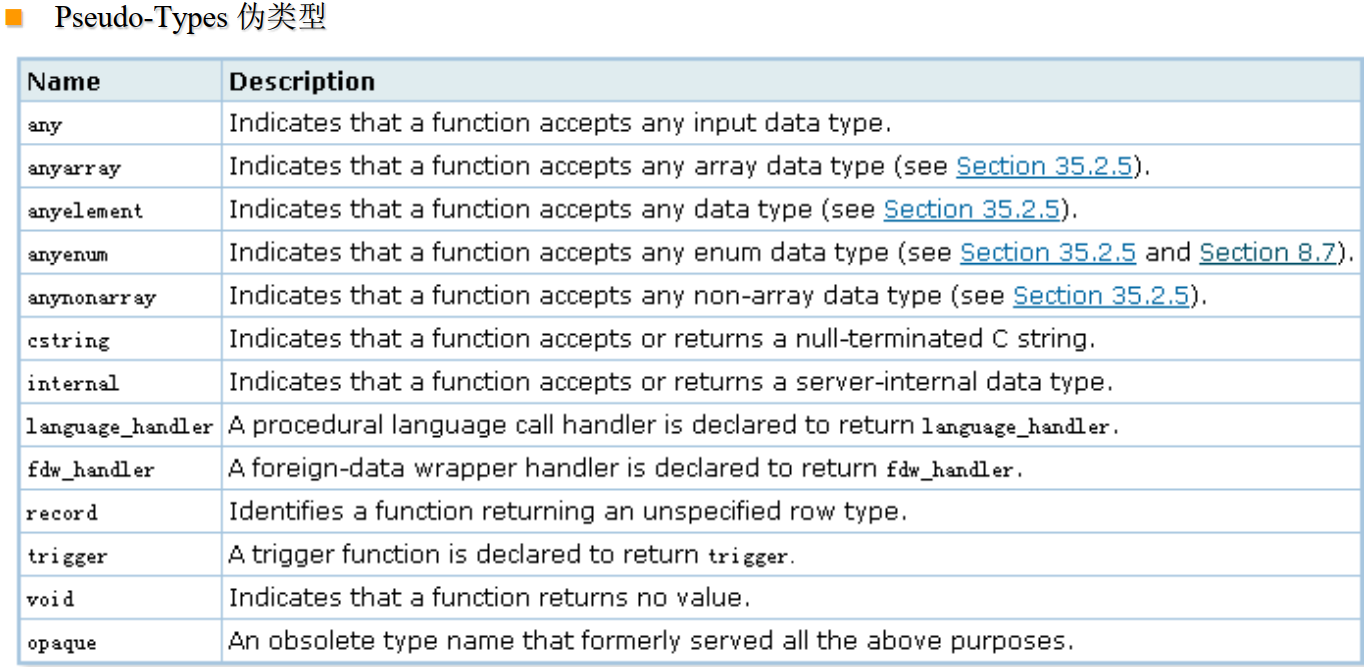 Pseudo-Types 伪类型
Name Description
any Indicates that a function accepts any input data type.
anyarray Indicates that a function accepts any array data type (see Section 35.2.5).
anyelement Indicates that a function accepts any data type (see Section 35.2.5).
anyenum Indicates that a function accepts any enum data type (see Section 35.2.5 and Section 8.7).
anynonarray Indicates that a function accepts any non-array data type (see Section 35.2.5).
cstring Indicates that a function accepts or returns a null-terminated C string.
internal Indicates that a function accepts or returns a server-internal data type.
language_handler A procedural language call handler is declared to return language_handler.
fdw_handler A foreign-data wrapper handler is declared to return fdw_handler.
record Identifies a function returning an unspecified row type.
trigger A trigger function is declared to return trigger.
void Indicates that a function returns no value.
opaque An obsolete type name that formerly served all the above purposes.